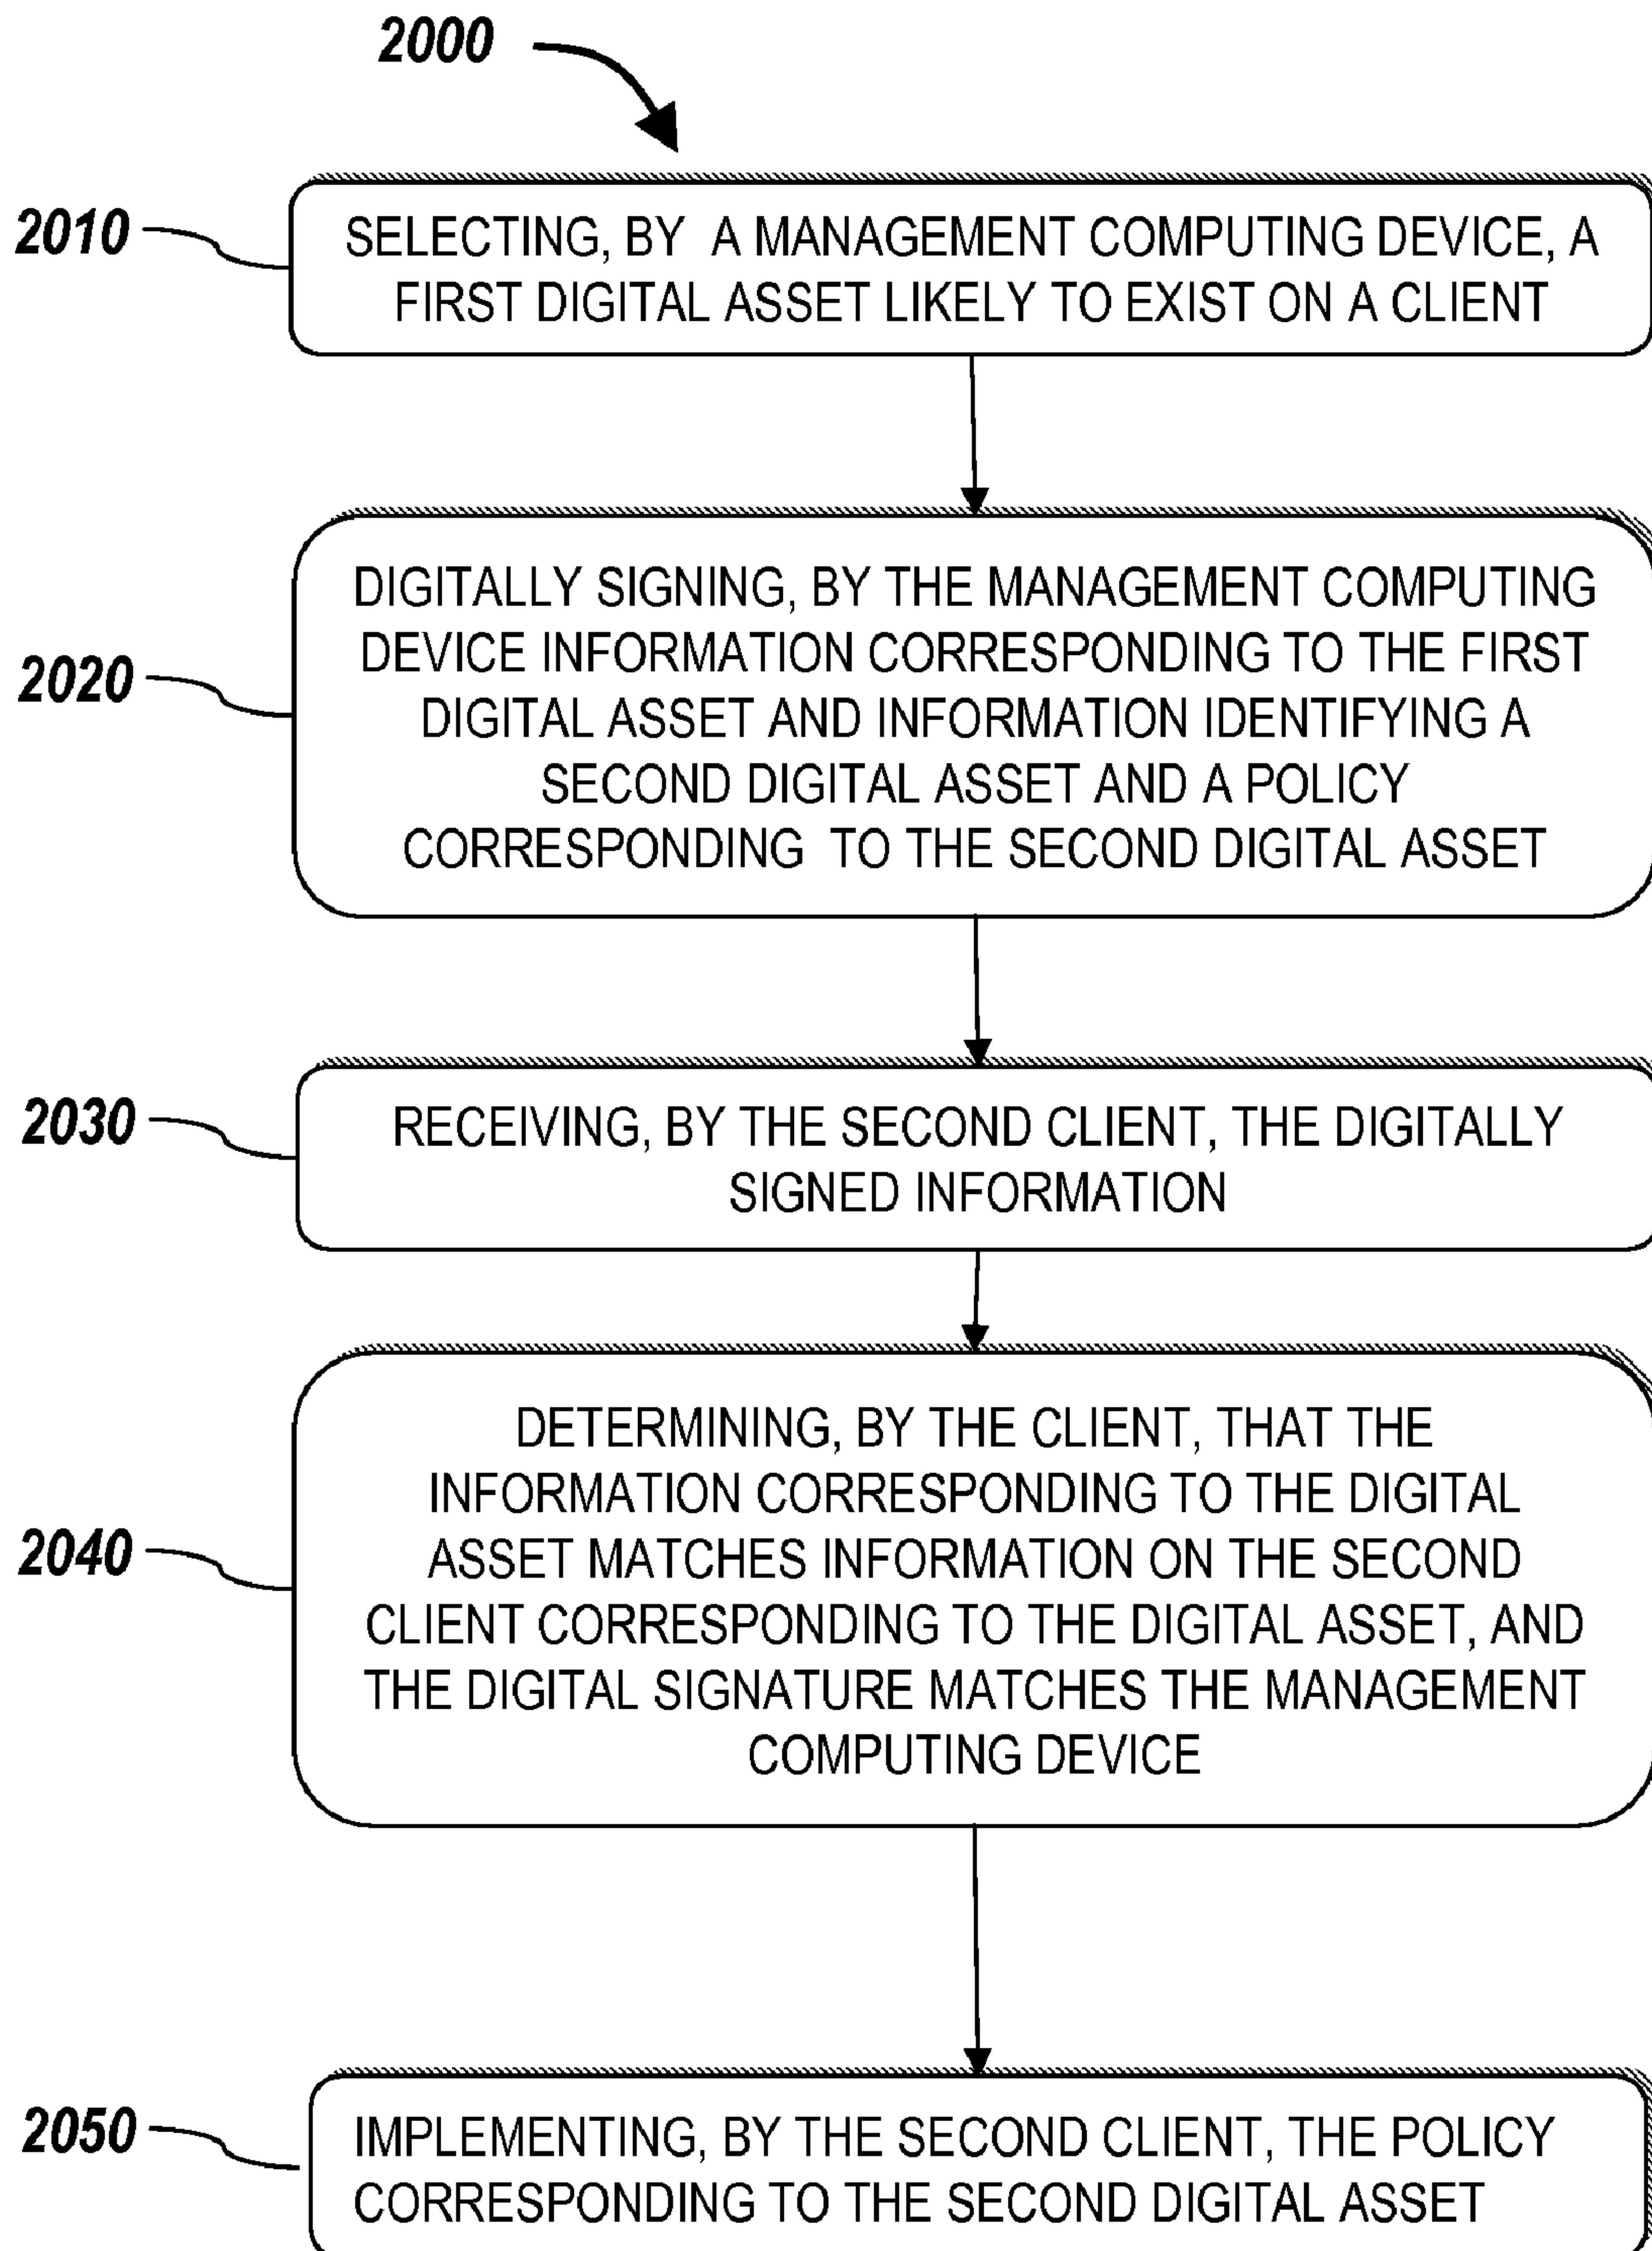 2000
2010
SELECTING, BY A MANAGEMENT COMPUTING DEVICE, A
FIRST DIGITAL ASSET LIKELY TO EXIST ON A CLIENT
2020
DIGITALLY SIGNING, BY THE MANAGEMENT COMPUTING
DEVICE INFORMATION CORRESPONDING TO THE FIRST
DIGITAL ASSET AND INFORMATION IDENTIFYING A
SECOND DIGITAL ASSET AND A POLICY
CORRESPONDING TO THE SECOND DIGITAL ASSET
2030
RECEIVING, BY THE SECOND CLIENT, THE DIGITALLY
SIGNED INFORMATION
2040
DETERMINING, BY THE CLIENT, THAT THE
INFORMATION CORRESPONDING TO THE DIGITAL
ASSET MATCHES INFORMATION ON THE SECOND
CLIENT CORRESPONDING TO THE DIGITAL ASSET, AND
THE DIGITAL SIGNATURE MATCHES THE MANAGEMENT
COMPUTING DEVICE
2050
IMPLEMENTING, BY THE SECOND CLIENT, THE POLICY
CORRESPONDING TO THE SECOND DIGITAL ASSET